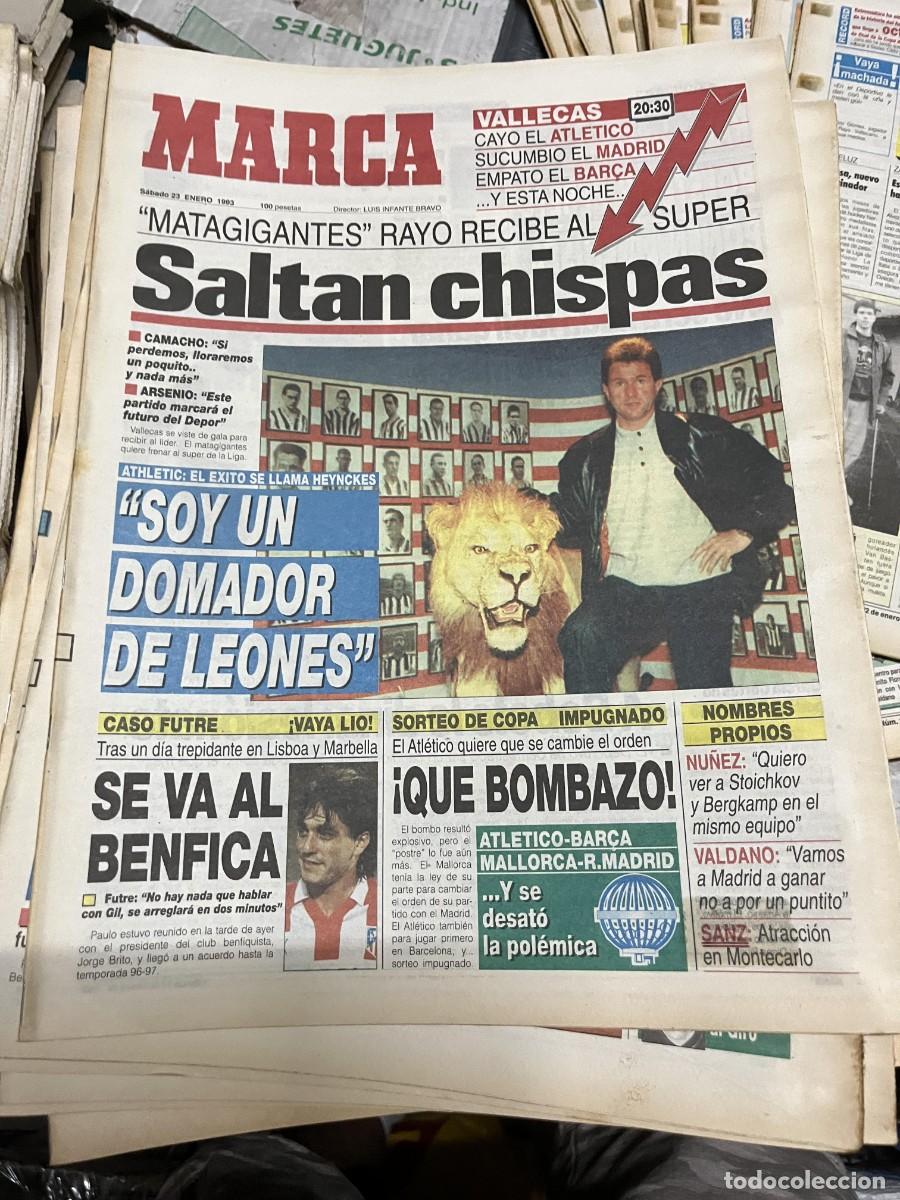 JUGUETES
Ind
MARCA
Sábado 23 ENERO 1993
100 pesetas
Director: LUIS INFANTE BRAVO
VALLECAS 20:30
CAYO EL ATLETICO
SUCUMBIO EL MADRID
EMPATO EL BARÇA
...Y ESTA NOCHE..
"MATAGIGANTES" RAYO RECIBE AL SUPER
Saltan chispas
CAMACHO: "Si
perdemos, lloraremos
un poquito..
y nada más"
ARSENIO: "Este
partido marcará el
futuro del Depor"
Vallecas se viste de gala para
recibir al líder. El matagigantes
quiere frenar al super de la Liga.
ATHLETIC: EL EXITO SE LLAMA HEYNCKES
"SOY UN
DOMADOR
DE LEONES"
CASO FUTRE ¡VAYA LIO!
Tras un día trepidante en Lisboa y Marbella
SE VA AL
BENFICA
Futre: "No hay nada que hablar
con Gil, se arreglará en dos minutos"
Paulo estuvo reunido en la tarde de ayer
con el presidente del club benfiquista,
Jorge Brito, y llegó a un acuerdo hasta la
temporada 96-97.
SORTEO DE COPA IMPUGNADO
El Atlético quiere que se cambie el orden
¡QUE BOMBAZO!
El bombo resultó
explosivo, pero el
"postre" lo fue aún
más. El Mallorca
tenía la ley de su
parte para cambiar
el orden de su par-
tido con el Madrid.
El Atlético también
para jugar primero
en Barcelona, y...
sorteo impugnado.
ATLETICO-BARÇA
MALLORCA-R.MADRID
...Y se
desató
la polémica
NOMBRES
PROPIOS
NUÑEZ: "Quiero
ver a Stoichkov
y Bergkamp en el
mismo equipo"
VALDANO: "Vamos
a Madrid a ganar
no a por un puntito"
SANZ: Atracción
en Montecarlo
RECORD
RECORD
¡Vaya
machada!
todocoleccion